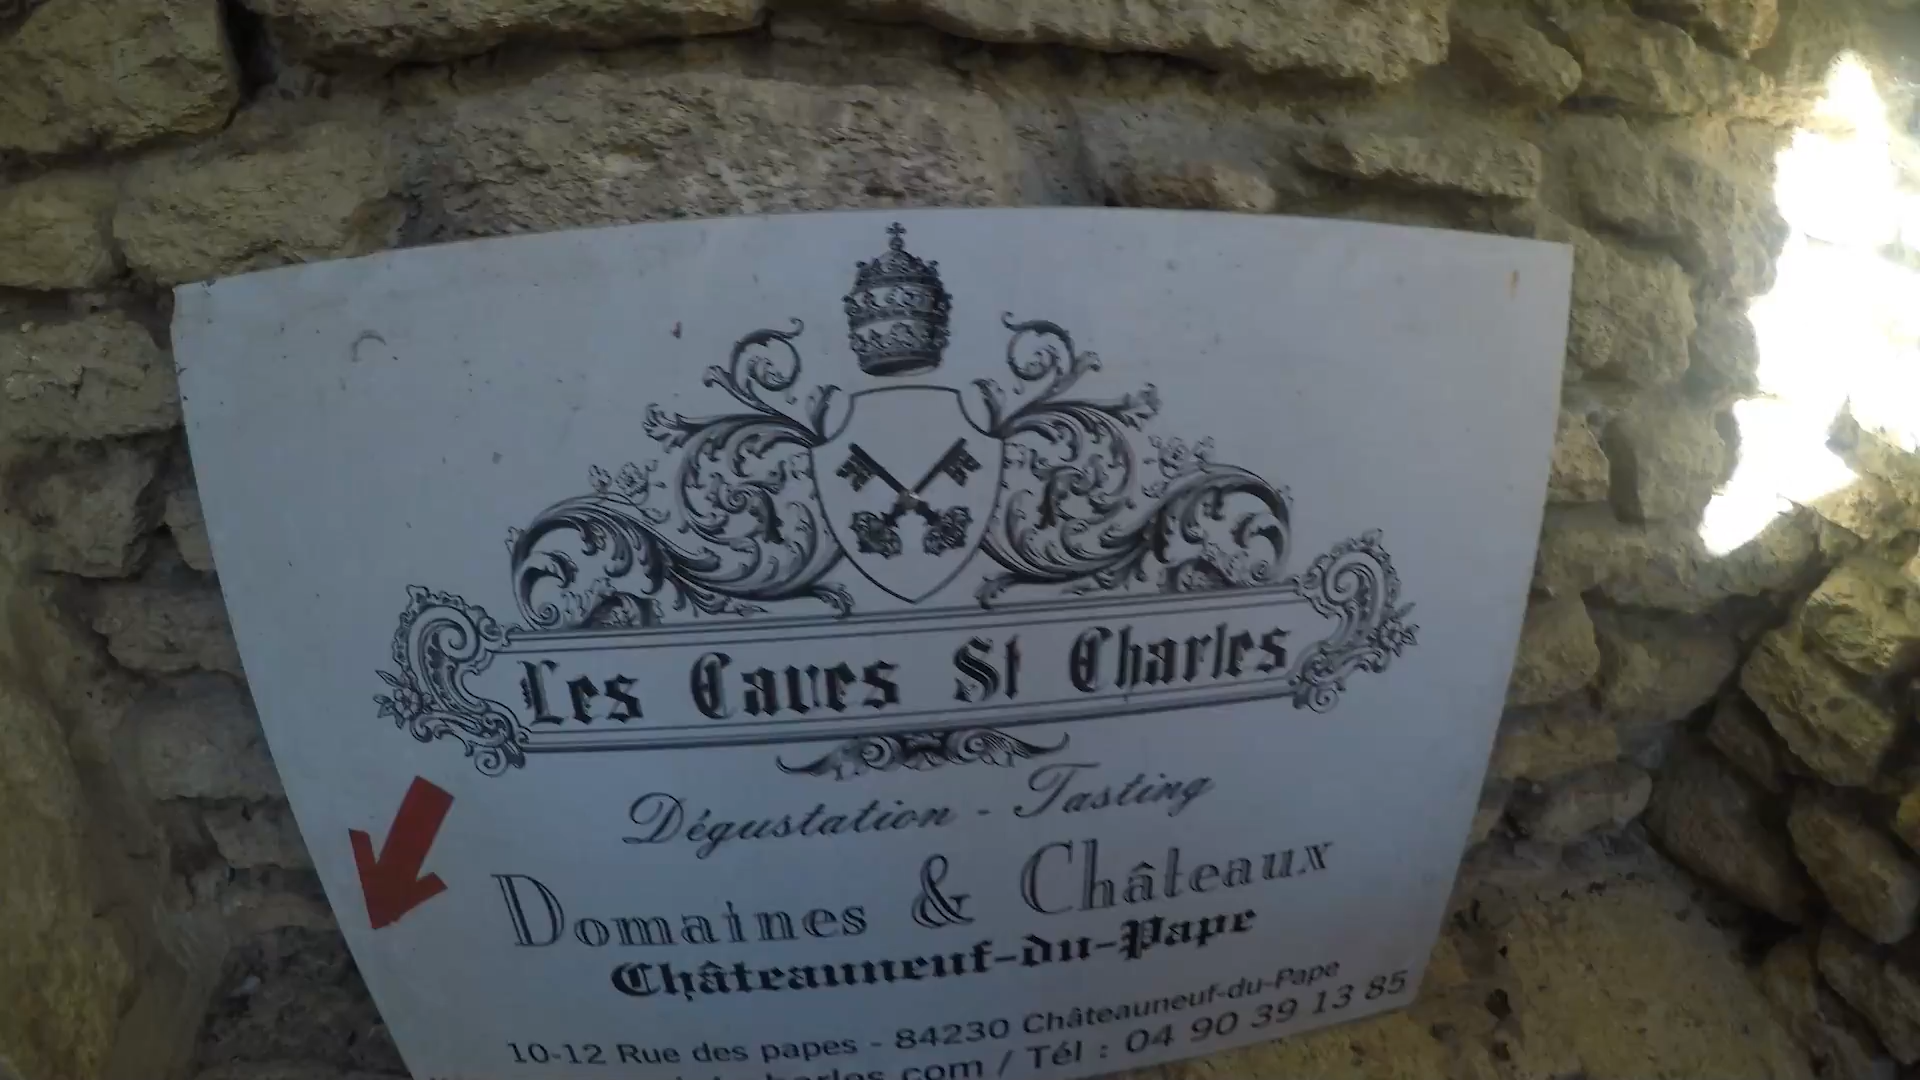 Les Caves St Charles
Dégustation - Tasting
Domaines & Châteaux
Châteauneuf-du-Pape
10-12 Rue des papes - 84230 Châteauneuf-du-Pape
.com / Tél : 04 90 39 13 85